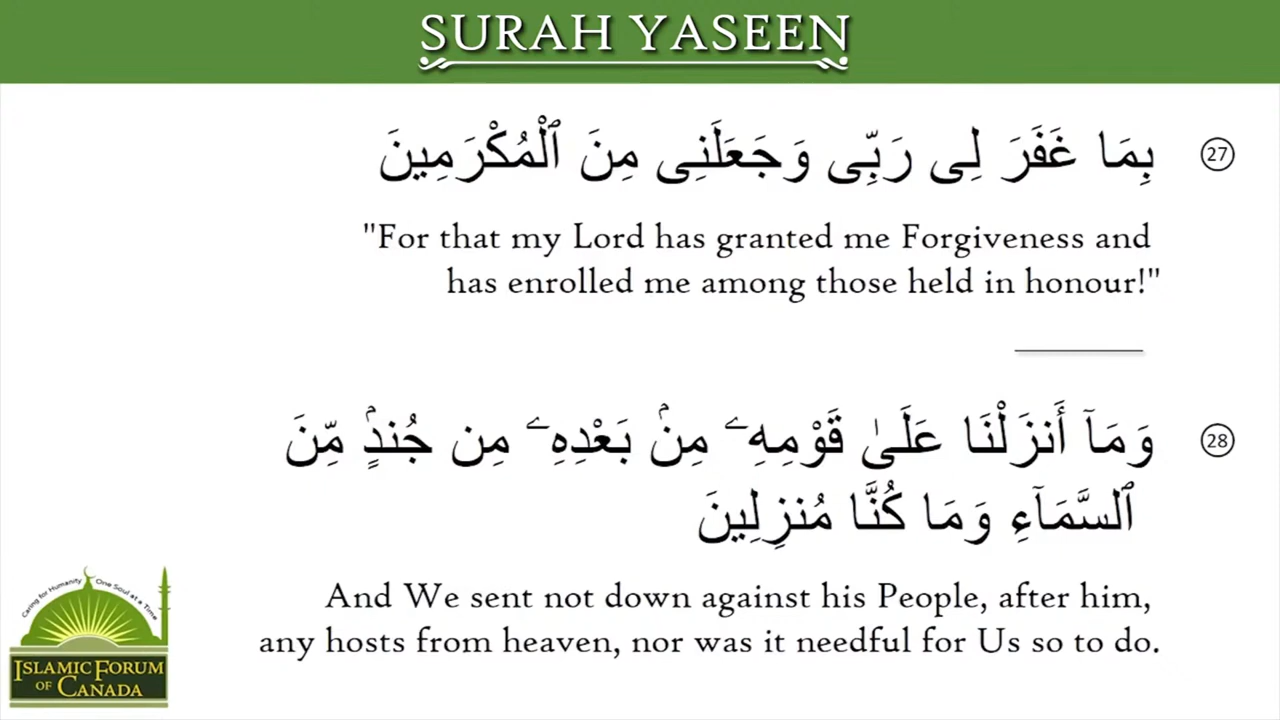 SURAH YASEEN
بِمَا غَفَرَ لِى رَبِّى وَجَعَلَنِى مِنَ ٱلْمُكْرَمِينَ 27
"For that my Lord has granted me Forgiveness and
has enrolled me among those held in honour!"
وَمَآ أَنزَلْنَا عَلَىٰ قَوْمِهِۦ مِنۢ بَعْدِهِۦ مِن جُندٍۢ مِّنَ 28
ٱلسَّمَآءِ وَمَا كُنَّا مُنزِلِينَ
And We sent not down against his People, after him,
any hosts from heaven, nor was it needful for Us so to do.
Caring for Humanity One Soul at a Time
ISLAMIC FORUM
OF CANADA